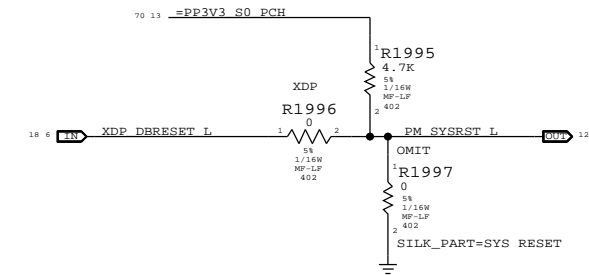 70 13 =PP3V3_S0_PCH
1
R1995
4.7K
5%
1/16W
MF-LF
402
2
XDP
R1996
0
18 6 IN XDP_DBRESET_L 1 2 PM_SYSRST_L OUT 12
5%
1/16W
MF-LF
402
OMIT
1
R1997
0
5%
1/16W
MF-LF
402
2
SILK_PART=SYS RESET